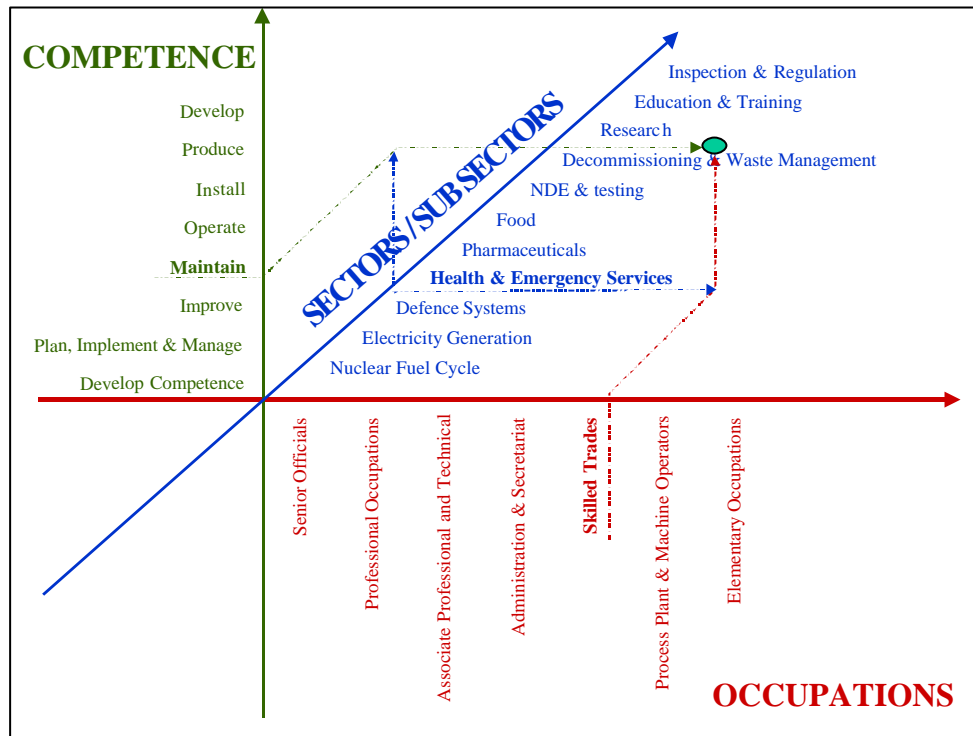 COMPETENCE
Develop
Produce
Install
Operate
Maintain
Improve
Plan, Implement & Manage
Develop Competence
SECTORS / SUB SECTORS
Inspection & Regulation
Education & Training
Research
Decommissioning & Waste Management
NDE & testing
Food
Pharmaceuticals
Health & Emergency Services
Defence Systems
Electricity Generation
Nuclear Fuel Cycle
Senior Officials
Professional Occupations
Associate Professional and Technical
Administration & Secretariat
Skilled Trades
Process Plant & Machine Operators
Elementary Occupations
OCCUPATIONS